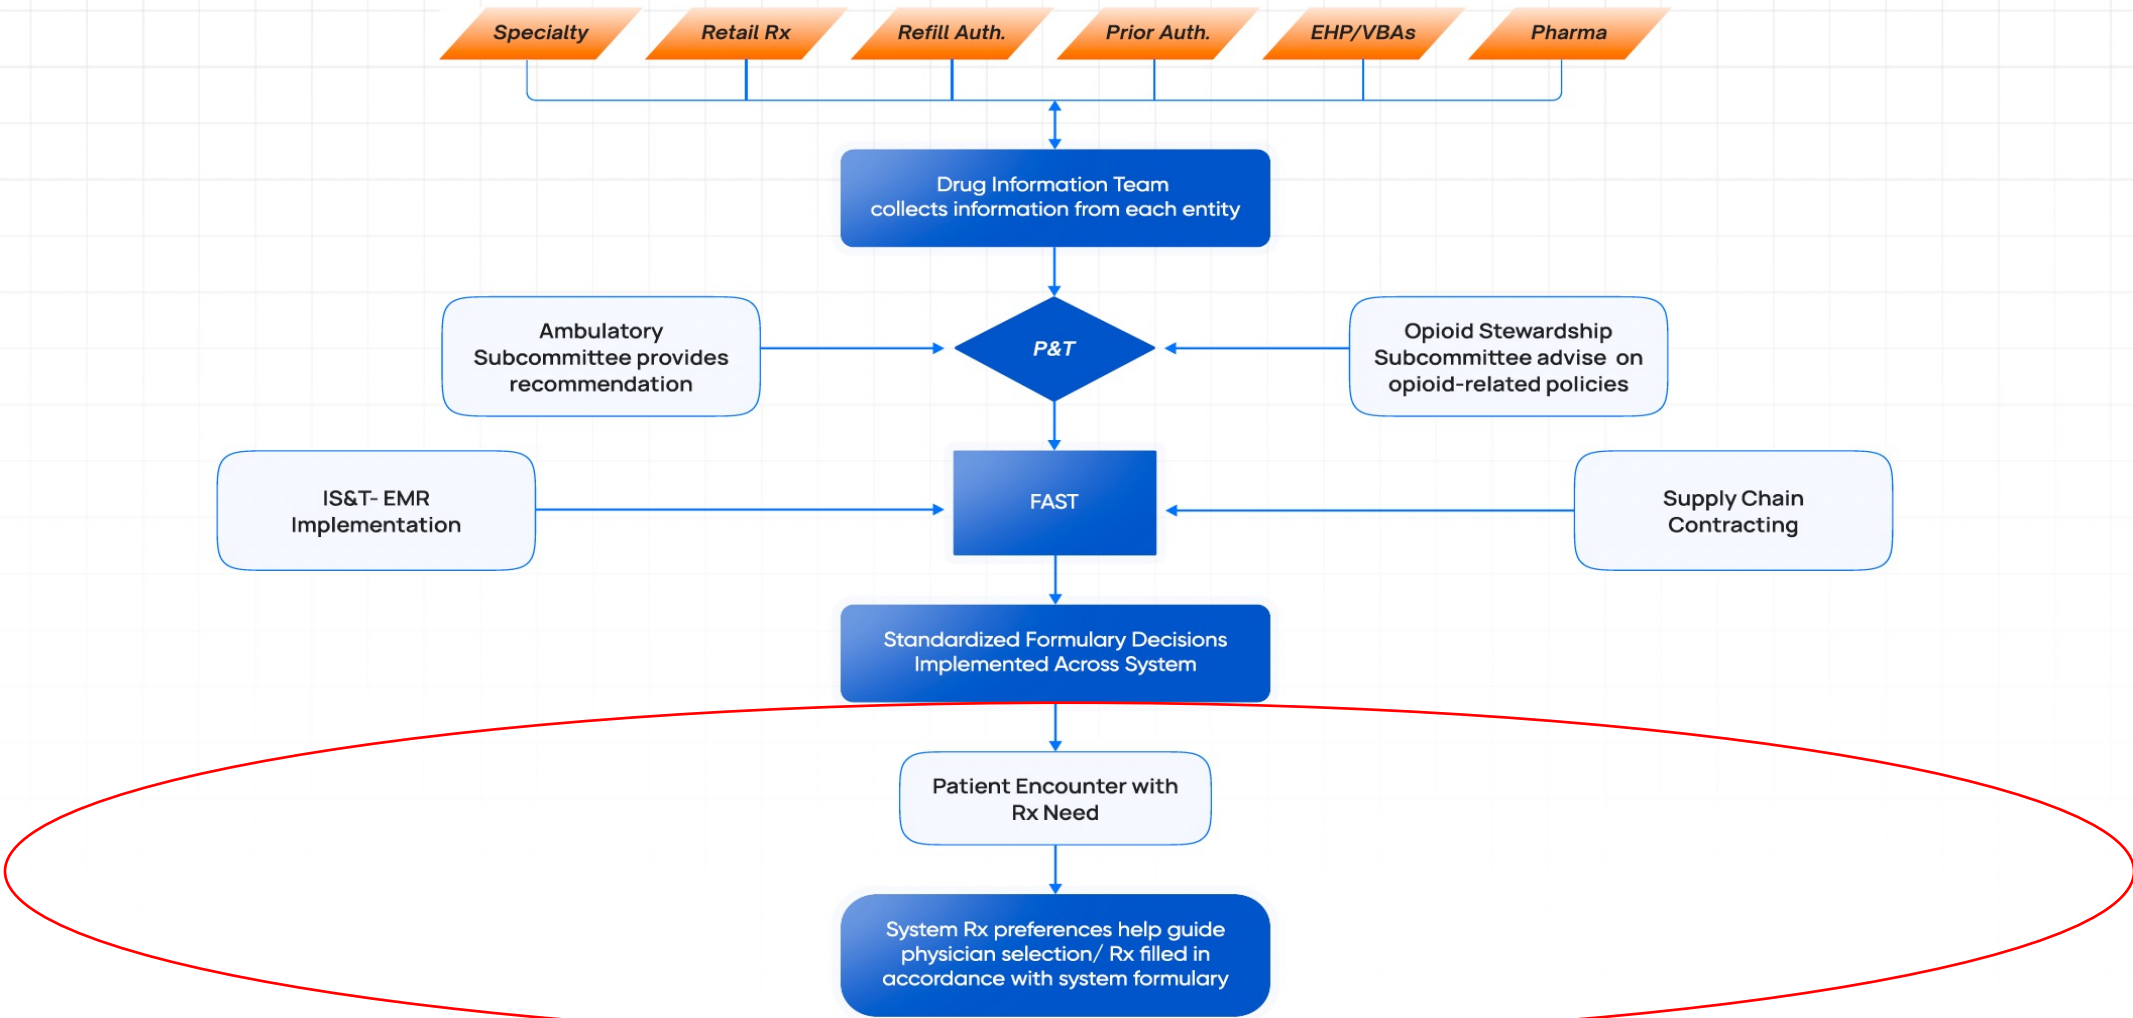 Specialty
Retail Rx
Refill Auth.
Prior Auth.
EHP/VBAs
Pharma
Drug Information Team
collects information from each entity
Ambulatory
Subcommittee provides
recommendation
P&T
Opioid Stewardship
Subcommittee advise on
opioid-related policies
IS&T- EMR
Implementation
FAST
Supply Chain
Contracting
Standardized Formulary Decisions
Implemented Across System
Patient Encounter with
Rx Need
System Rx preferences help guide
physician selection/ Rx filled in
accordance with system formulary